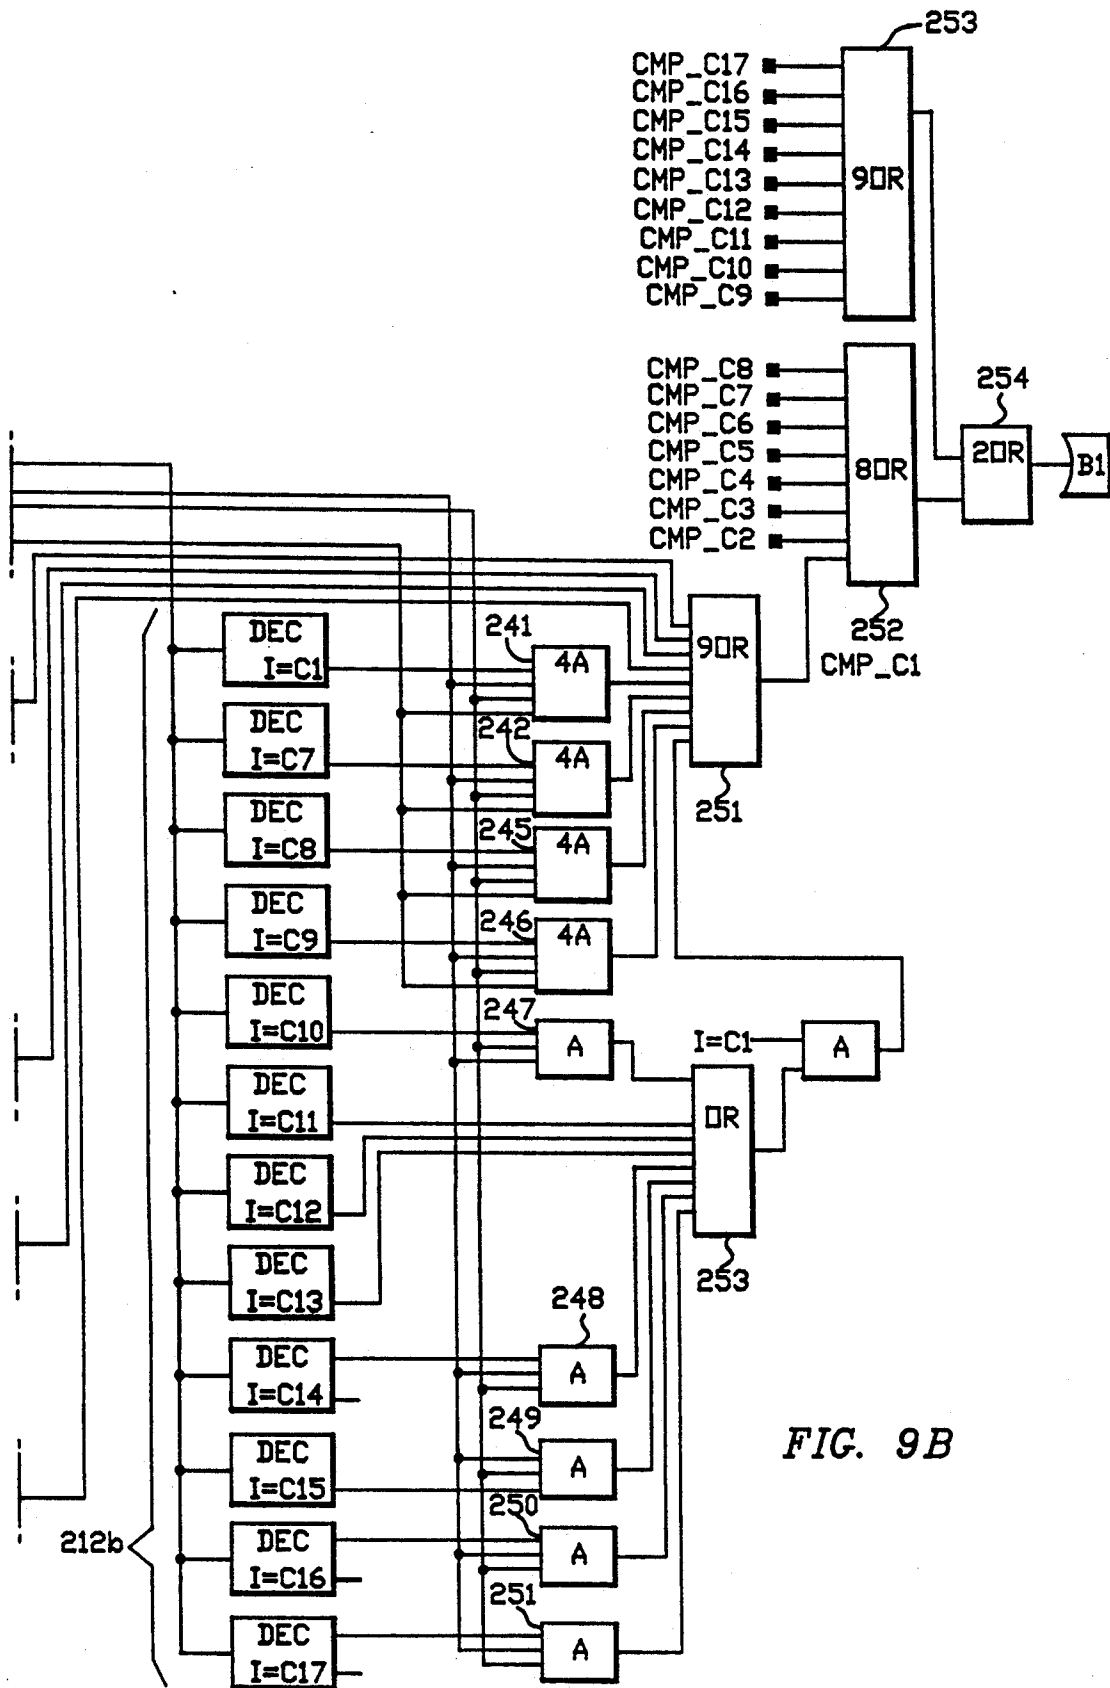 253
CMP_C17
CMP_C16
CMP_C15
CMP_C14
CMP_C13
CMP_C12
CMP_C11
CMP_C10
CMP_C9
9OR
CMP_C8
CMP_C7
CMP_C6
CMP_C5
CMP_C4
CMP_C3
CMP_C2
8OR
254
2OR
B1
252
CMP_C1
DEC
I=C1
241
4A
9OR
DEC
I=C7
242
4A
251
DEC
I=C8
245
4A
DEC
I=C9
246
4A
DEC
I=C10
247
A
I=C1
A
DEC
I=C11
OR
DEC
I=C12
DEC
I=C13
253
248
DEC
I=C14
A
249
DEC
I=C15
A
FIG. 9B
212b
250
DEC
I=C16
A
251
DEC
I=C17
A